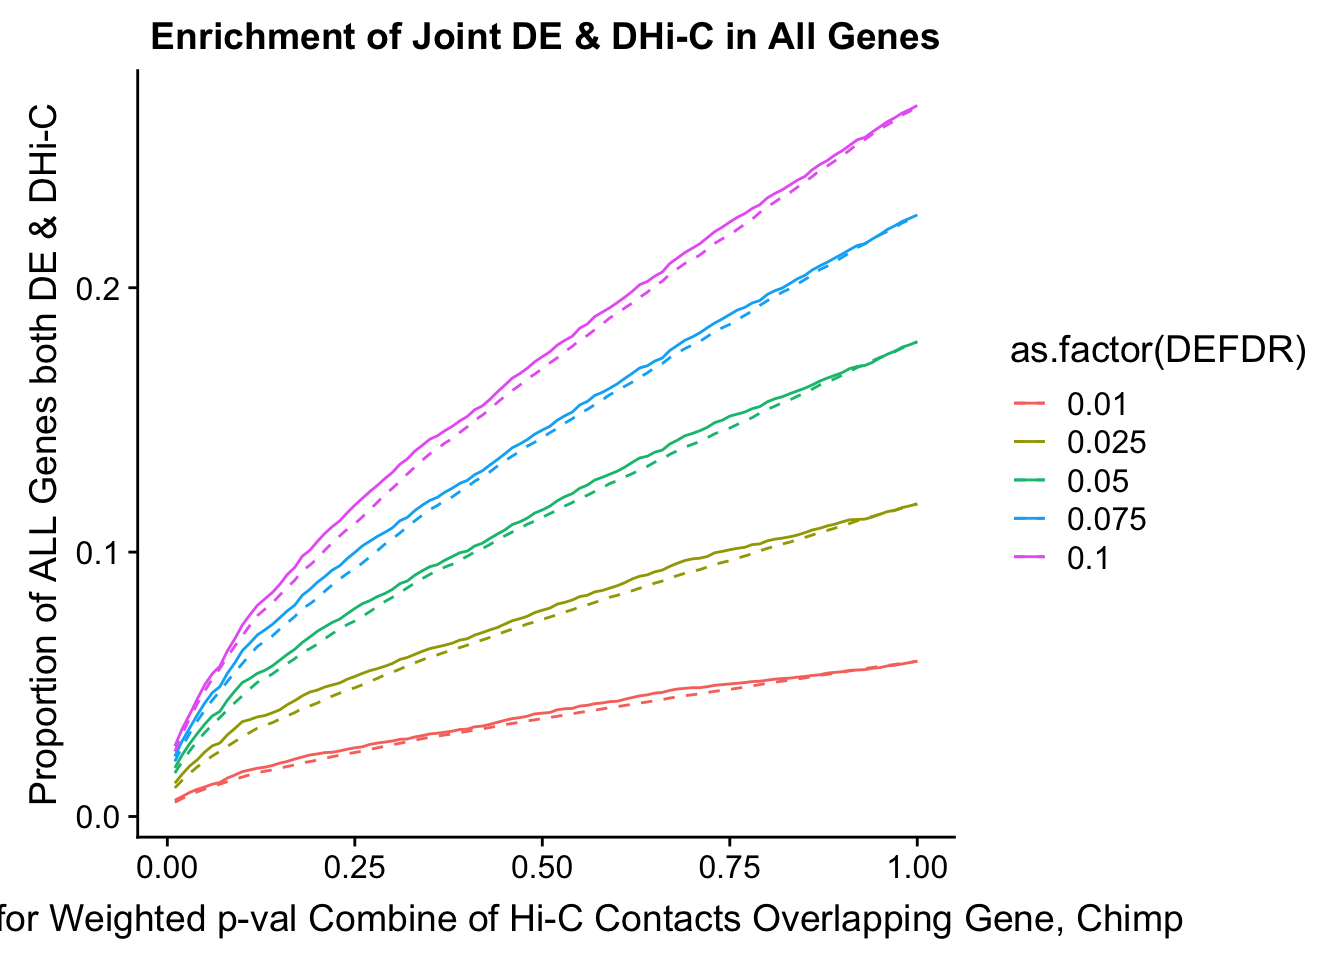 Enrichment of Joint DE & DHi-C in All Genes
Proportion of ALL Genes both DE & DHi-C
0.2
0.1
0.0
0.00 0.25 0.50 0.75 1.00
for Weighted p-val Combine of Hi-C Contacts Overlapping Gene, Chimp
as.factor(DEFDR)
0.01
0.025
0.05
0.075
0.1